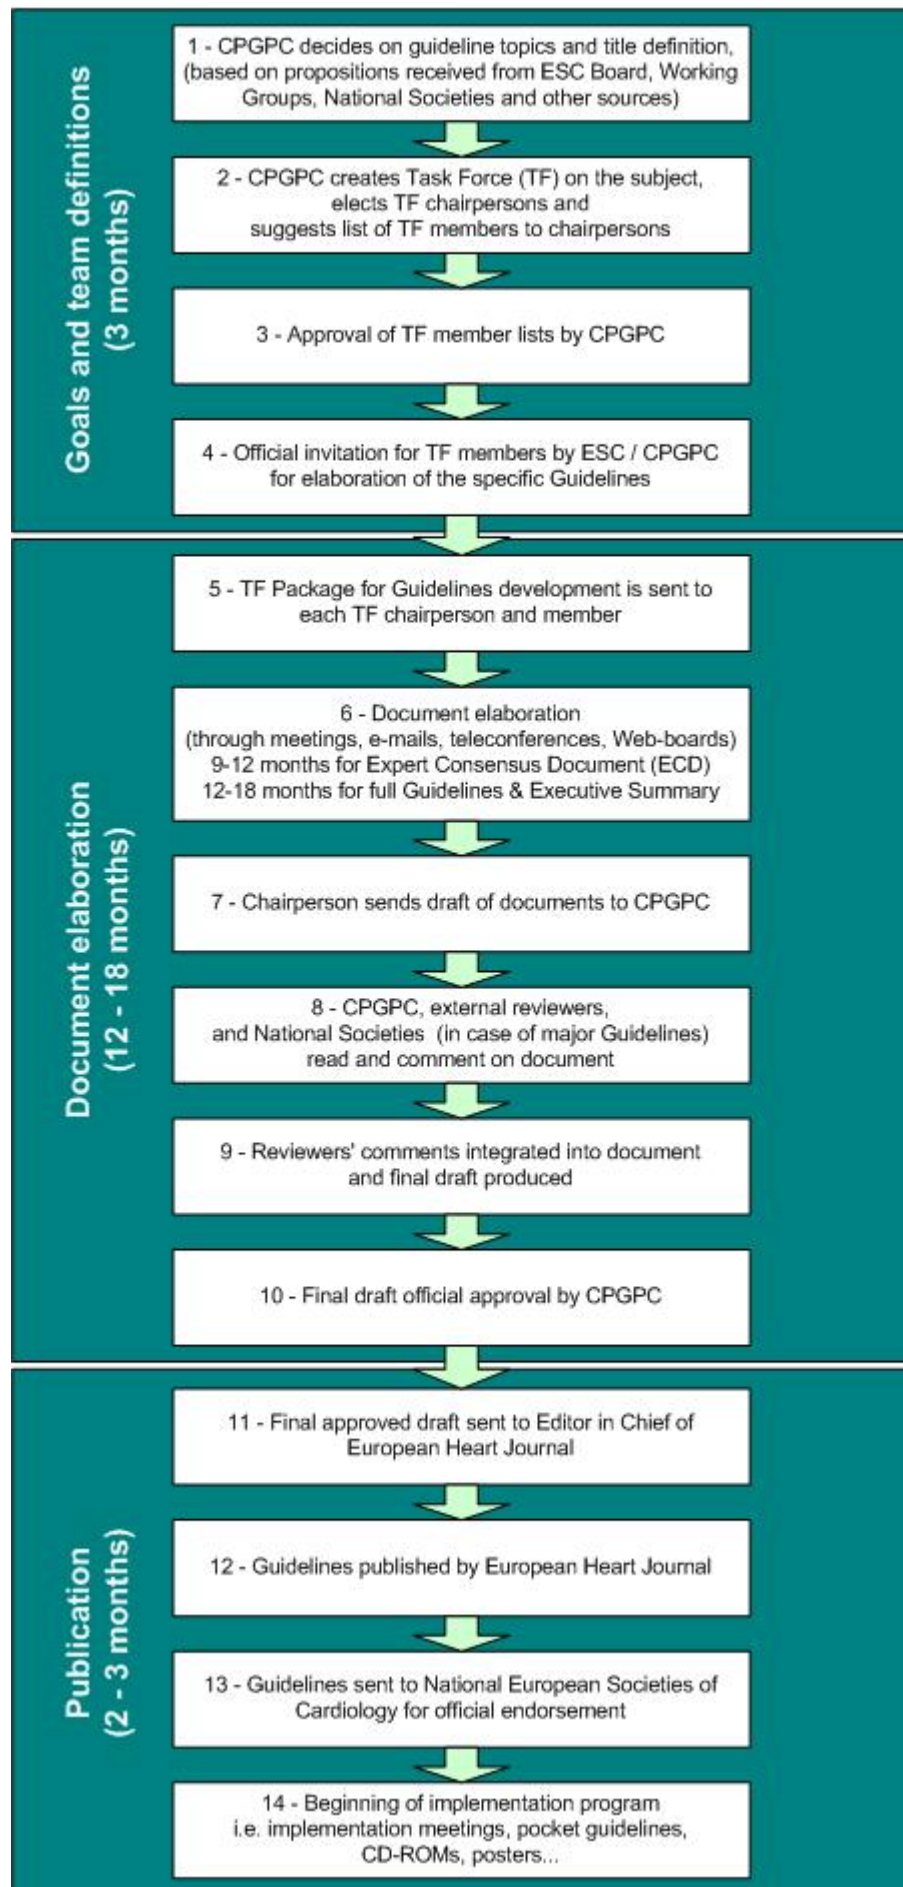 Goals and team definitions
(3 months)
1 - CPGPC decides on guideline topics and title definition,
(based on propositions received from ESC Board, Working
Groups, National Societies and other sources)
2 - CPGPC creates Task Force (TF) on the subject,
elects TF chairpersons and
suggests list of TF members to chairpersons
3 - Approval of TF member lists by CPGPC
4 - Official invitation for TF members by ESC / CPGPC
for elaboration of the specific Guidelines
Document elaboration
(12 - 18 months)
5 - TF Package for Guidelines development is sent to
each TF chairperson and member
6 - Document elaboration
(through meetings, e-mails, teleconferences, Web-boards)
9-12 months for Expert Consensus Document (ECD)
12-18 months for full Guidelines & Executive Summary
7 - Chairperson sends draft of documents to CPGPC
8 - CPGPC, external reviewers,
and National Societies (in case of major Guidelines)
read and comment on document
9 - Reviewers' comments integrated into document
and final draft produced
10 - Final draft official approval by CPGPC
Publication
(2 - 3 months)
11 - Final approved draft sent to Editor in Chief of
European Heart Journal
12 - Guidelines published by European Heart Journal
13 - Guidelines sent to National European Societies of
Cardiology for official endorsement
14 - Beginning of implementation program
i.e. implementation meetings, pocket guidelines,
CD-ROMs, posters...